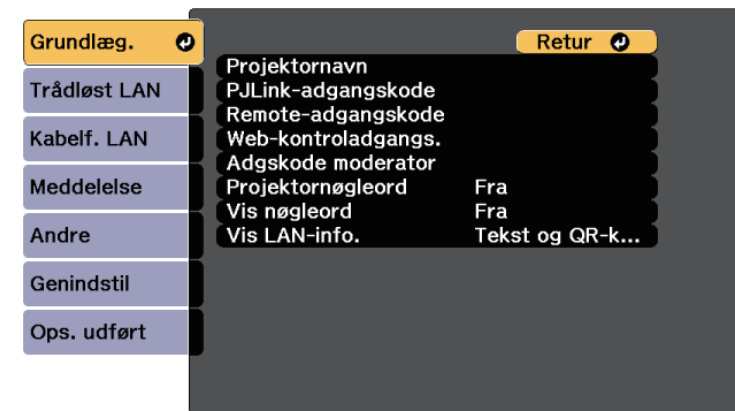 Grundlæg.
Retur
Projektornavn
PJLink-adgangskode
Trådløst LAN
Remote-adgangskode
Kabelf. LAN
Web-kontroladgangs.
Adgskode moderator
Meddelelse
Projektornøgleord Fra
Vis nøgleord Fra
Andre
Vis LAN-info. Tekst og QR-k...
Genindstil
Ops. udført